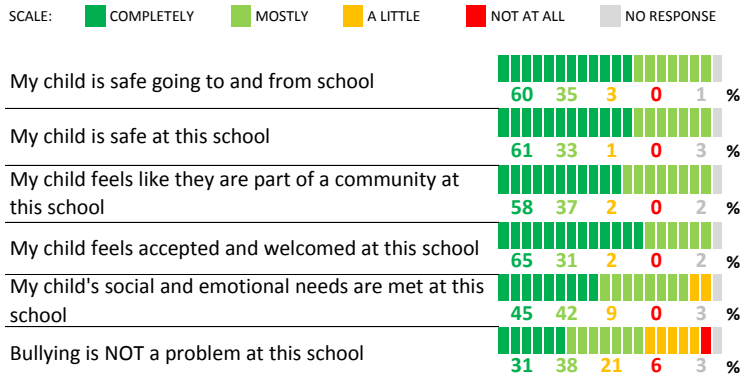 SCALE: COMPLETELY MOSTLY A LITTLE NOT AT ALL NO RESPONSE
My child is safe going to and from school
60 35 3 0 1 %
My child is safe at this school
61 33 1 0 3 %
My child feels like they are part of a community at
this school
58 37 2 0 2 %
My child feels accepted and welcomed at this school
65 31 2 0 2 %
My child's social and emotional needs are met at this
school
45 42 9 0 3 %
Bullying is NOT a problem at this school
31 38 21 6 3 %